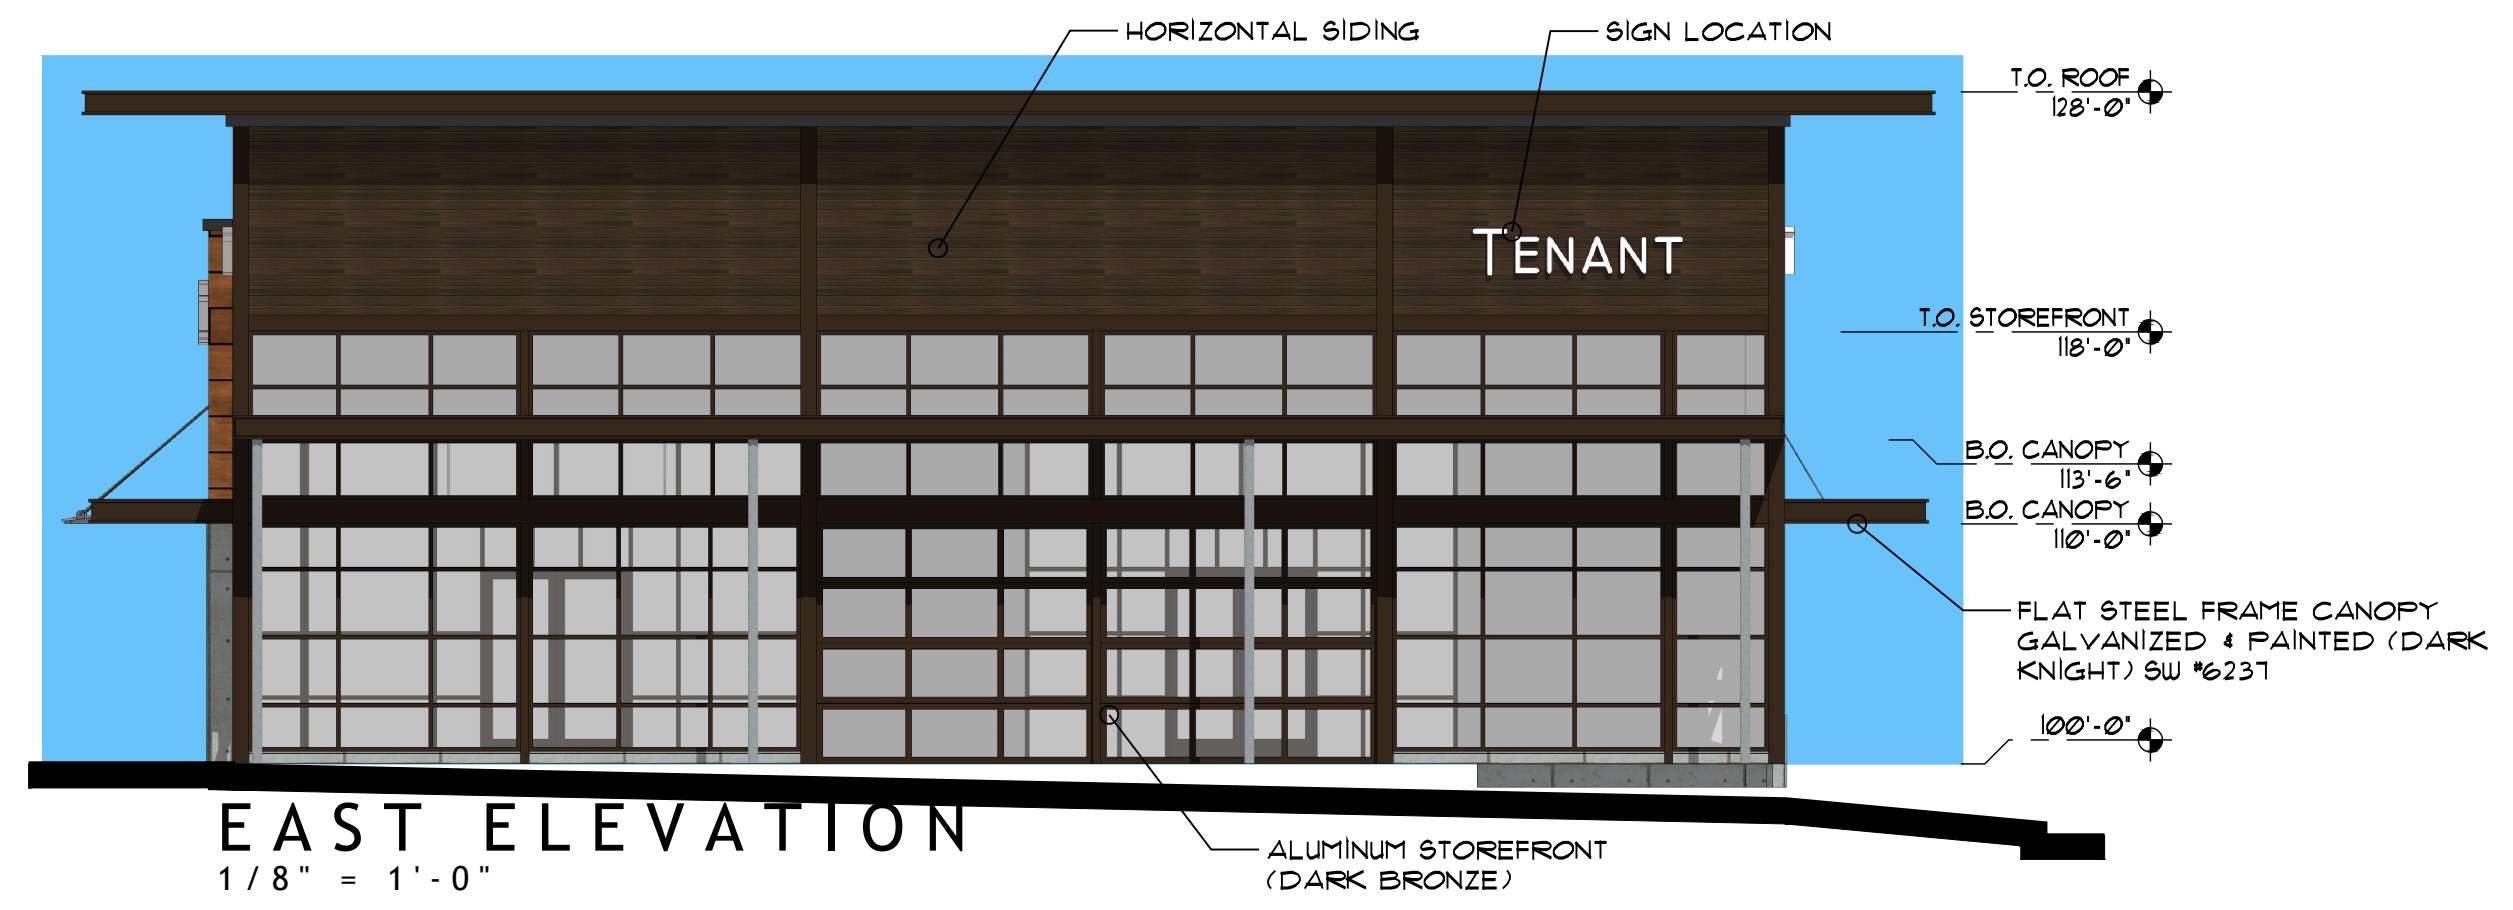 HORIZONTAL SIDING
SIGN LOCATION
T.O. ROOF
128'-0"
TENANT
T.O. STOREFRONT
118'-0"
B.O. CANOPY
113'-6"
B.O. CANOPY
110'-0"
FLAT STEEL FRAME CANOPY
GALVANIZED & PAINTED (DARK
KNIGHT) SW #6237
100'-0"
EAST ELEVATION
1/8" = 1'-0"
ALUMINUM STOREFRONT
(DARK BRONZE)